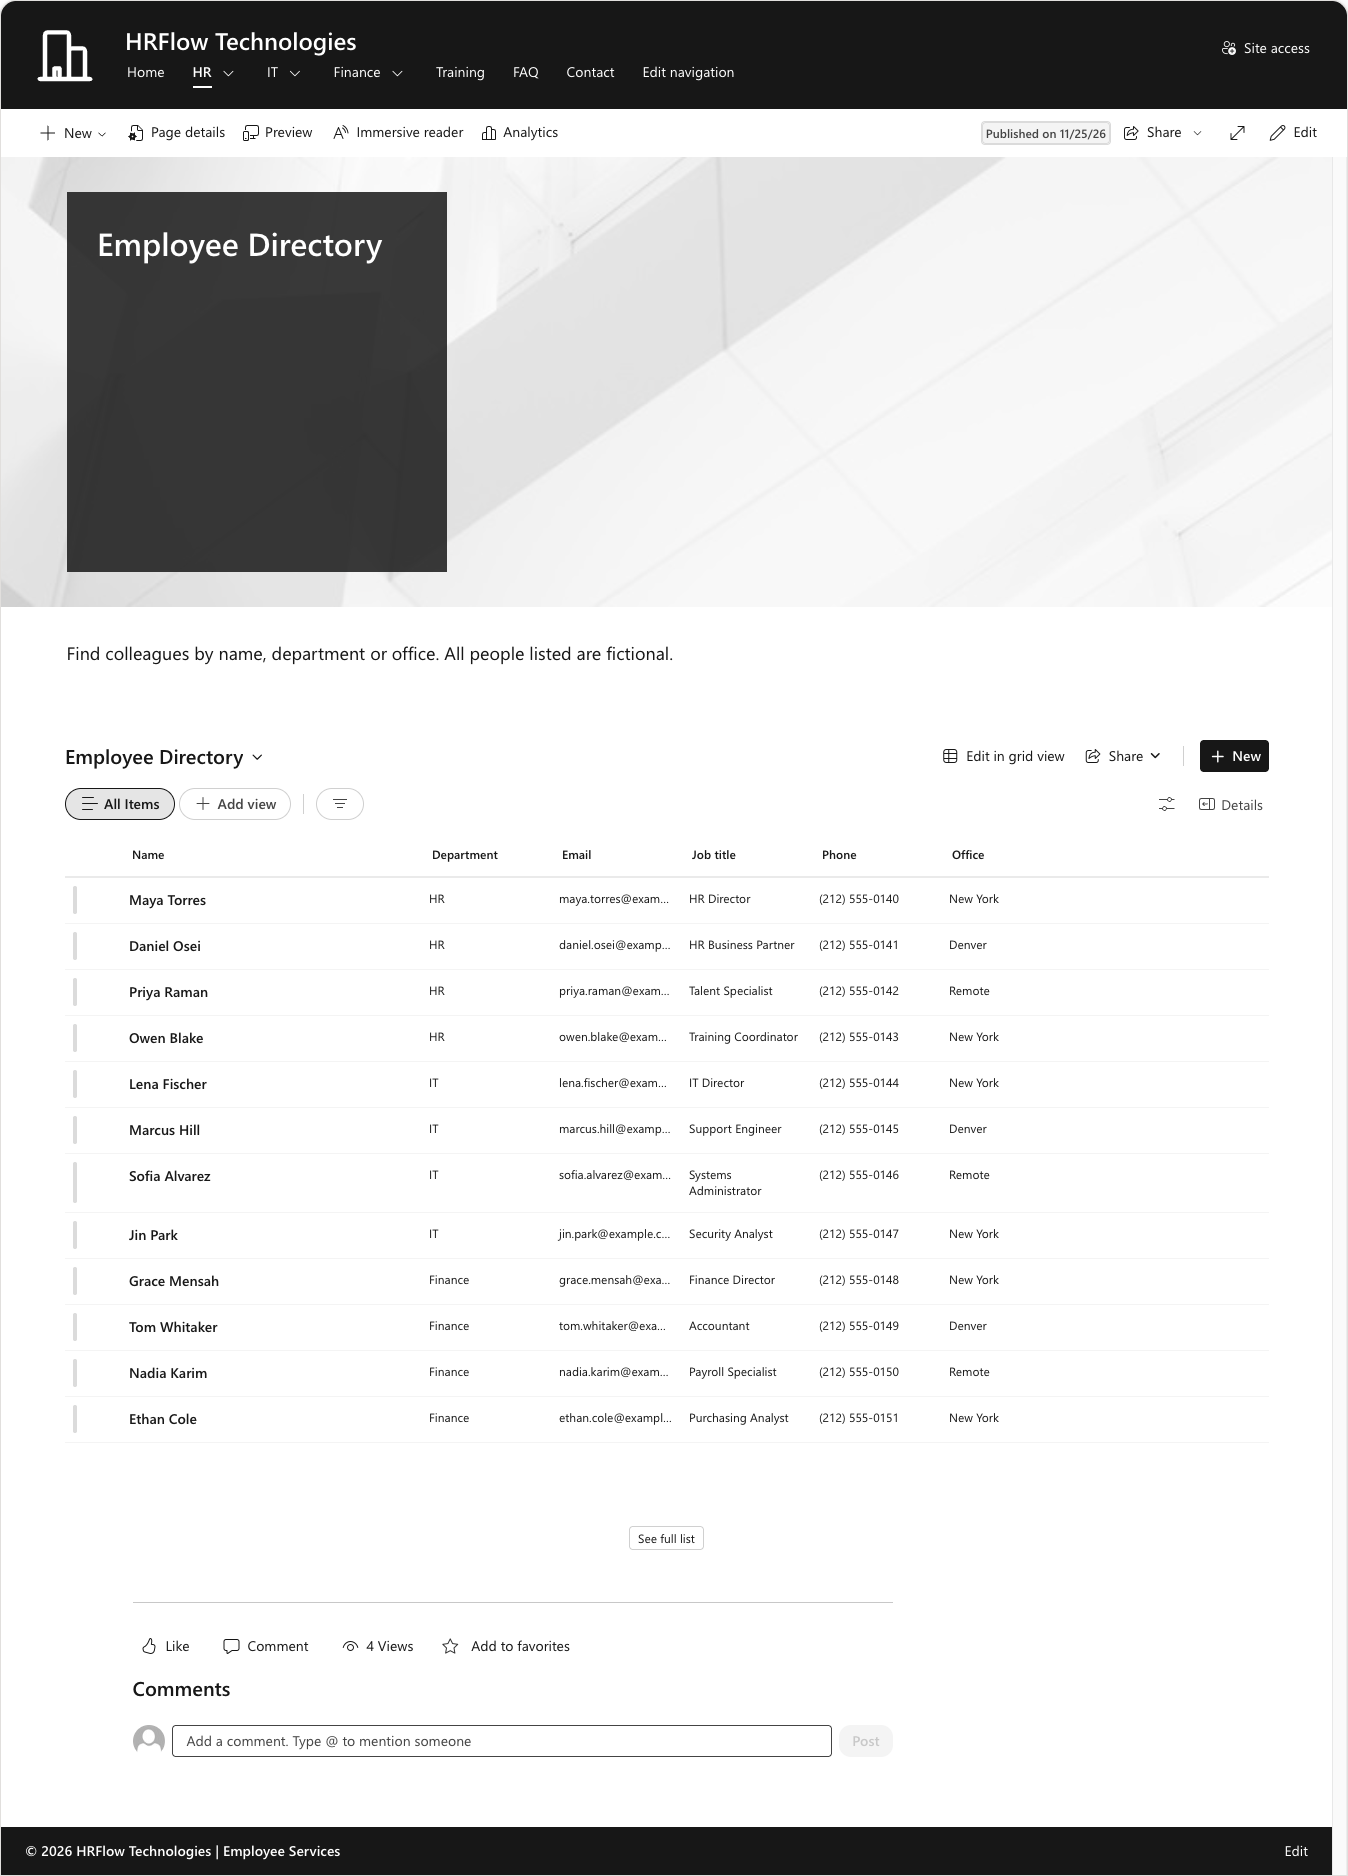 HRFlow Technologies
Site access
Home HR IT Finance Training FAQ Contact Edit navigation
New Page details Preview Immersive reader Analytics Published on 11/25/26 Share Edit
Employee Directory
Find colleagues by name, department or office. All people listed are fictional.
Employee Directory Edit in grid view Share New
All Items Add view Details
Name Department Email Job title Phone Office
Maya Torres HR maya.torres@exam... HR Director (212) 555-0140 New York
Daniel Osei HR daniel.osei@examp... HR Business Partner (212) 555-0141 Denver
Priya Raman HR priya.raman@exam... Talent Specialist (212) 555-0142 Remote
Owen Blake HR owen.blake@exam... Training Coordinator (212) 555-0143 New York
Lena Fischer IT lena.fischer@exam... IT Director (212) 555-0144 New York
Marcus Hill IT marcus.hill@examp... Support Engineer (212) 555-0145 Denver
Sofia Alvarez IT sofia.alvarez@exam... Systems Administrator (212) 555-0146 Remote
Jin Park IT jin.park@example.c... Security Analyst (212) 555-0147 New York
Grace Mensah Finance grace.mensah@exa... Finance Director (212) 555-0148 New York
Tom Whitaker Finance tom.whitaker@exa... Accountant (212) 555-0149 Denver
Nadia Karim Finance nadia.karim@exam... Payroll Specialist (212) 555-0150 Remote
Ethan Cole Finance ethan.cole@exampl... Purchasing Analyst (212) 555-0151 New York
See full list
Like Comment 4 Views Add to favorites
Comments
Add a comment. Type @ to mention someone Post
© 2026 HRFlow Technologies | Employee Services Edit